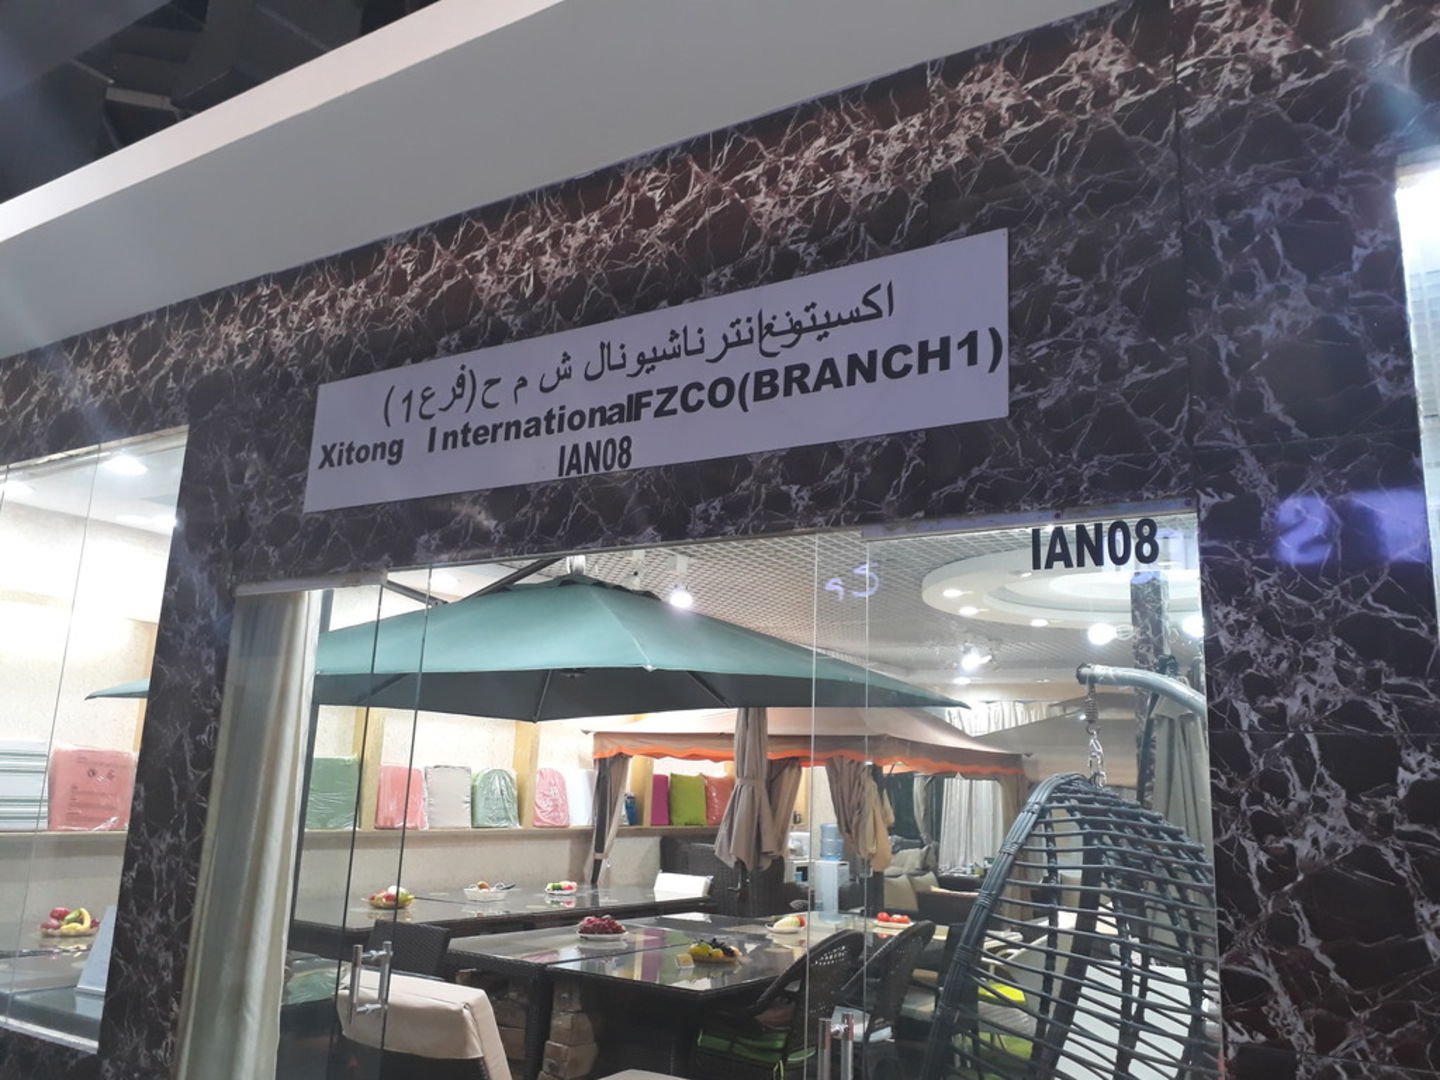 اكسيتونغ انترناشيونال ش م ح (فرع 1)
Xitong InternationalFZCO(BRANCH1)
IAN08
IAN08